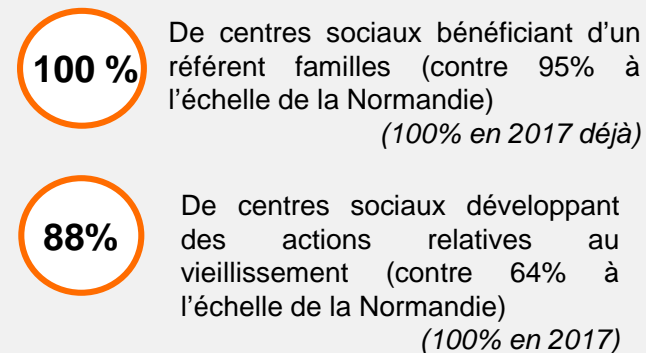 100 %
De centres sociaux bénéficiant d’un
référent familles (contre 95% à
l’échelle de la Normandie)
(100% en 2017 déjà)
88%
De centres sociaux développant
des actions relatives au
vieillissement (contre 64% à
l’échelle de la Normandie)
(100% en 2017)